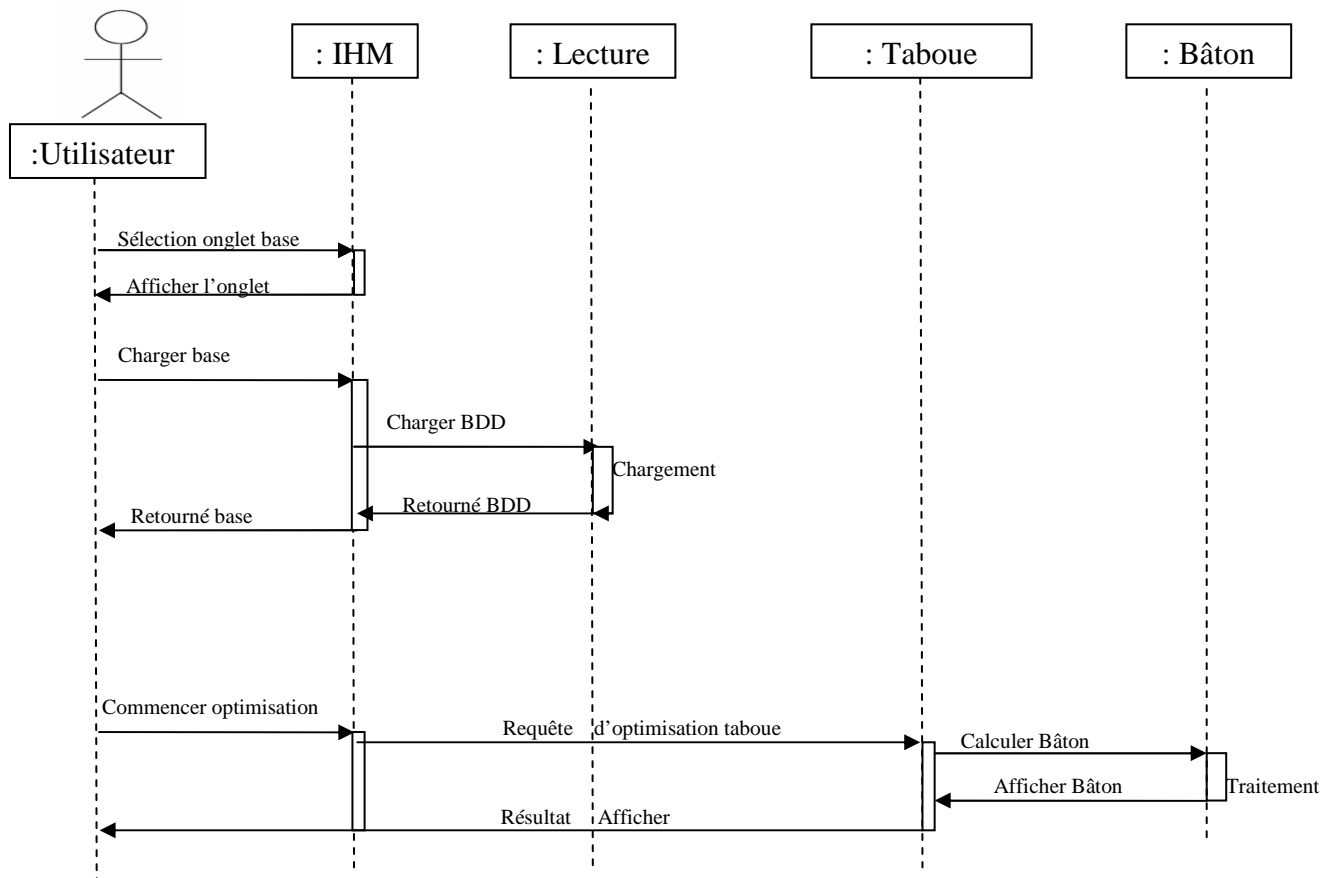 : IHM
: Lecture
: Taboue
: Bâton
:Utilisateur
Sélection onglet base
Afficher l’onglet
Charger base
Charger BDD
Chargement
Retourné BDD
Retourné base
Commencer optimisation
Requête d’optimisation taboue
Calculer Bâton
Afficher Bâton
Traitement
Résultat Afficher